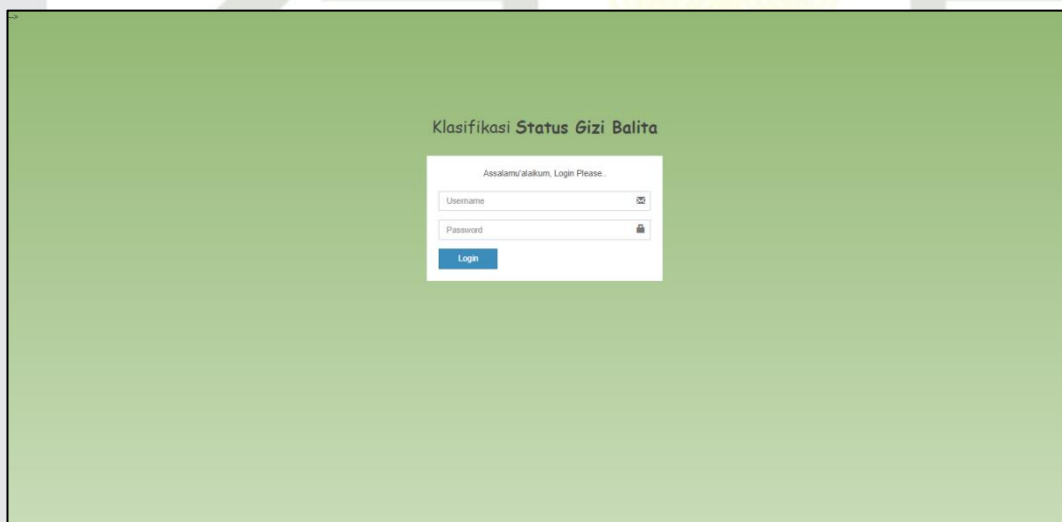 -->
Klasifikasi Status Gizi Balita
Assalamu'alaikum, Login Please..
Username
Password
Login